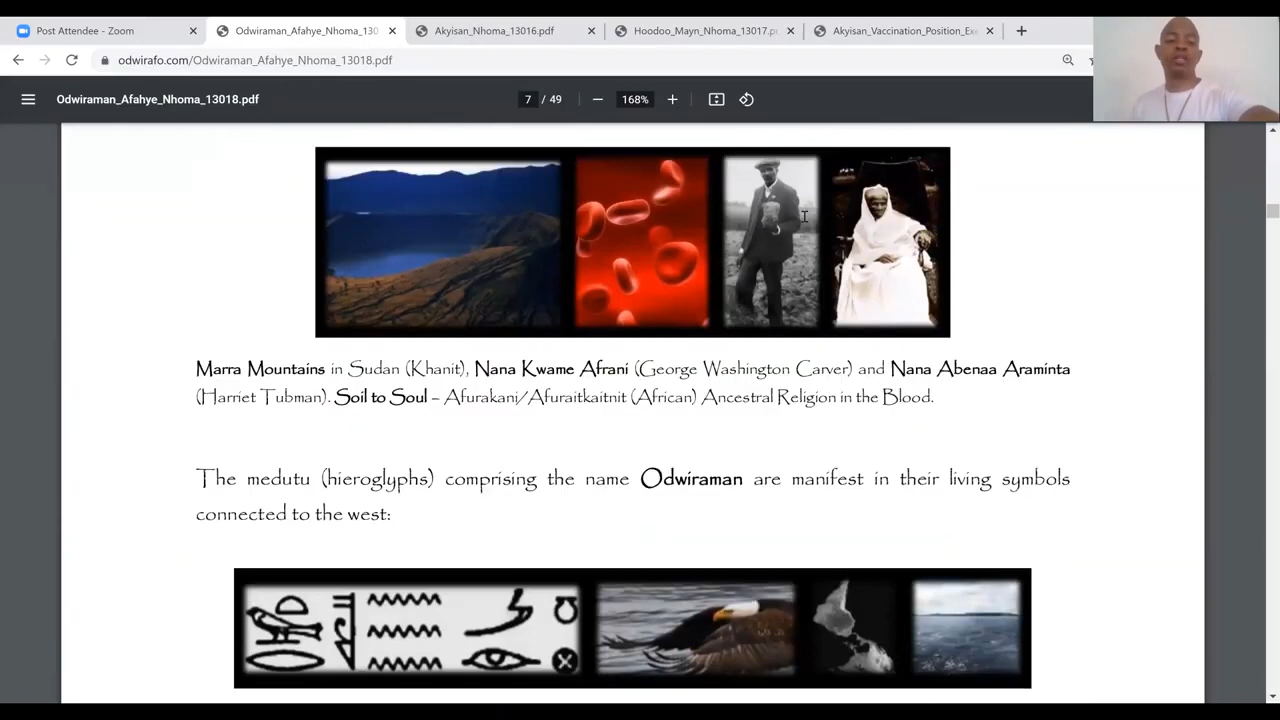 Post Attendee - Zoom
Odwiraman_Afahye_Nhoma_130
Akyisan_Nhoma_13016.pdf
Hoodoo_Mayn_Nhoma_13017.p
Akyisan_Vaccination_Position_Ex
odwirafo.com/Odwiraman_Afahye_Nhoma_13018.pdf
Odwiraman_Afahye_Nhoma_13018.pdf
7 / 49
168%
Marra Mountains in Sudan (Khanit), Nana Kwame Afrani (George Washington Carver) and Nana Abenaa Araminta
(Harriet Tubman). Soil to Soul – Afurakani/Afuraitkaitnit (African) Ancestral Religion in the Blood.
The medutu (hieroglyphs) comprising the name Odwiraman are manifest in their living symbols
connected to the west: